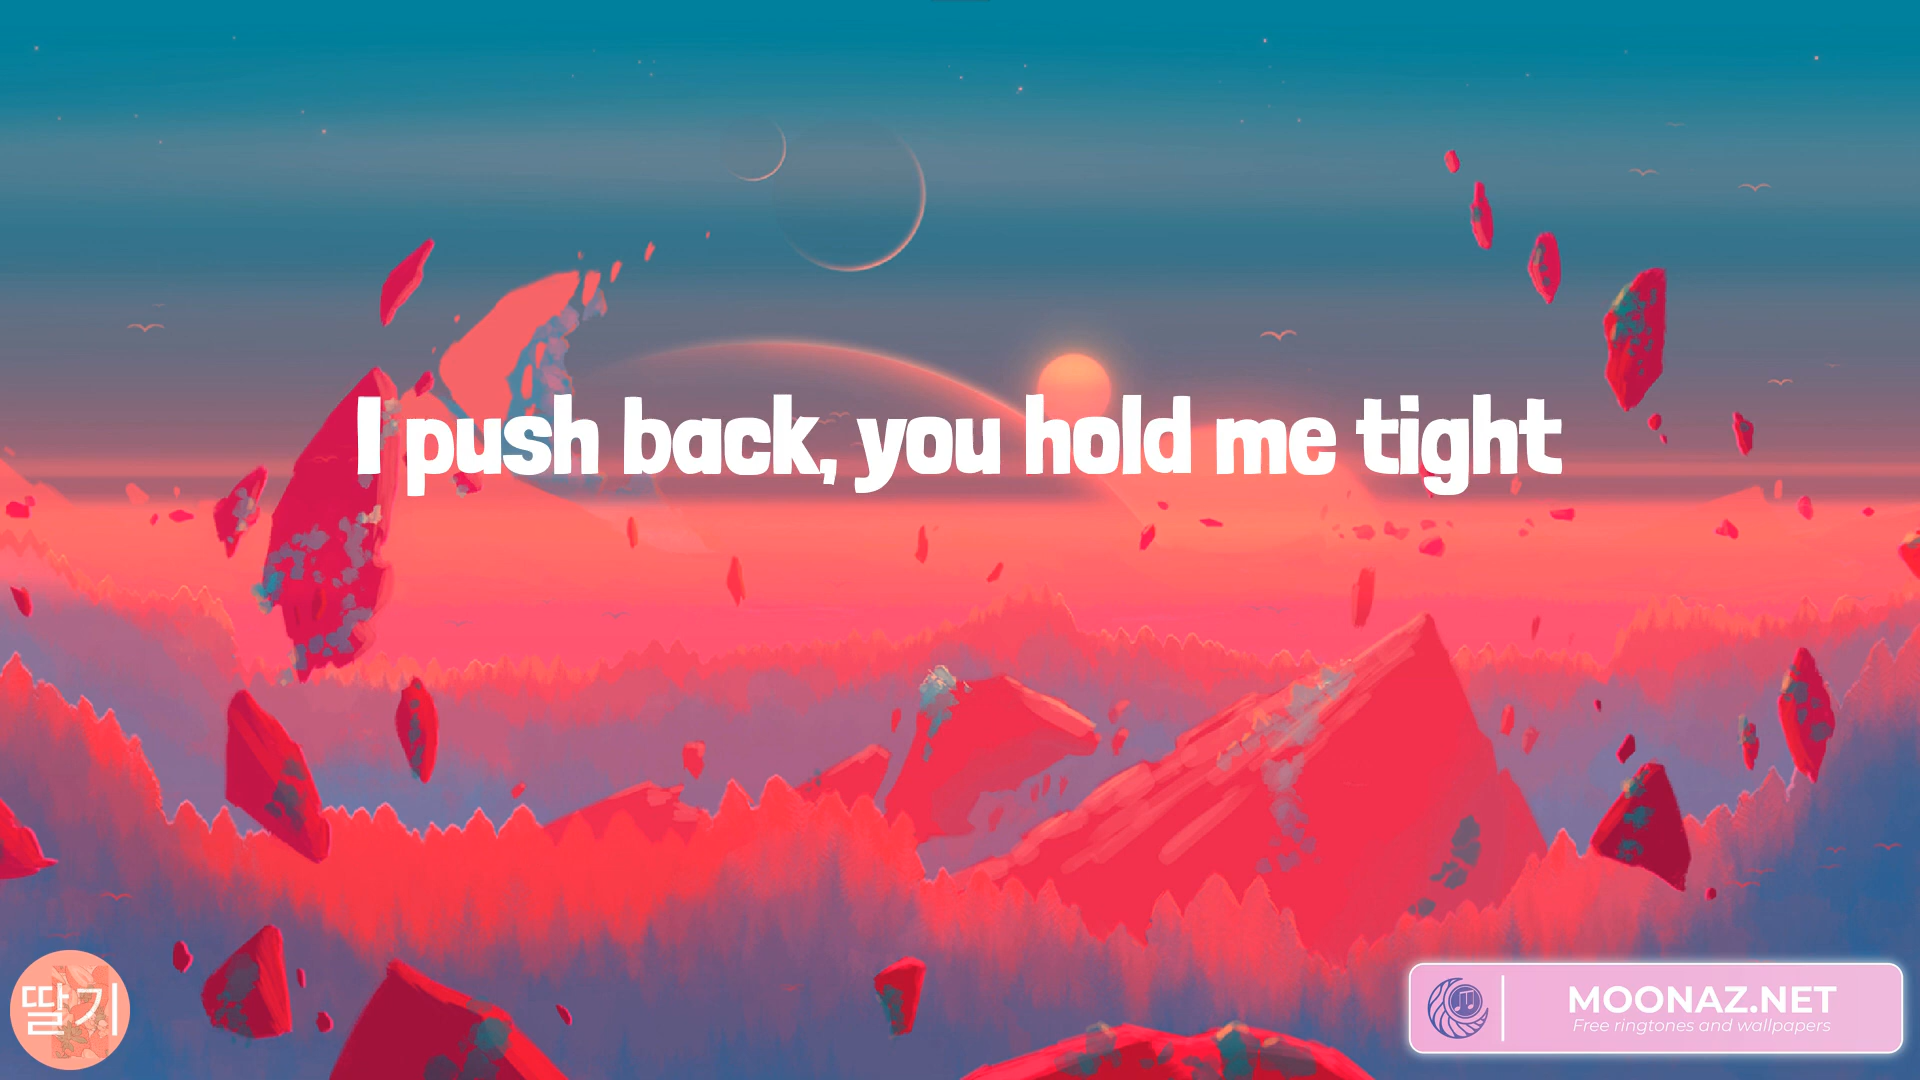 I push back, you hold me tight
딸기
MOONAZ.NET
Free ringtones and wallpapers